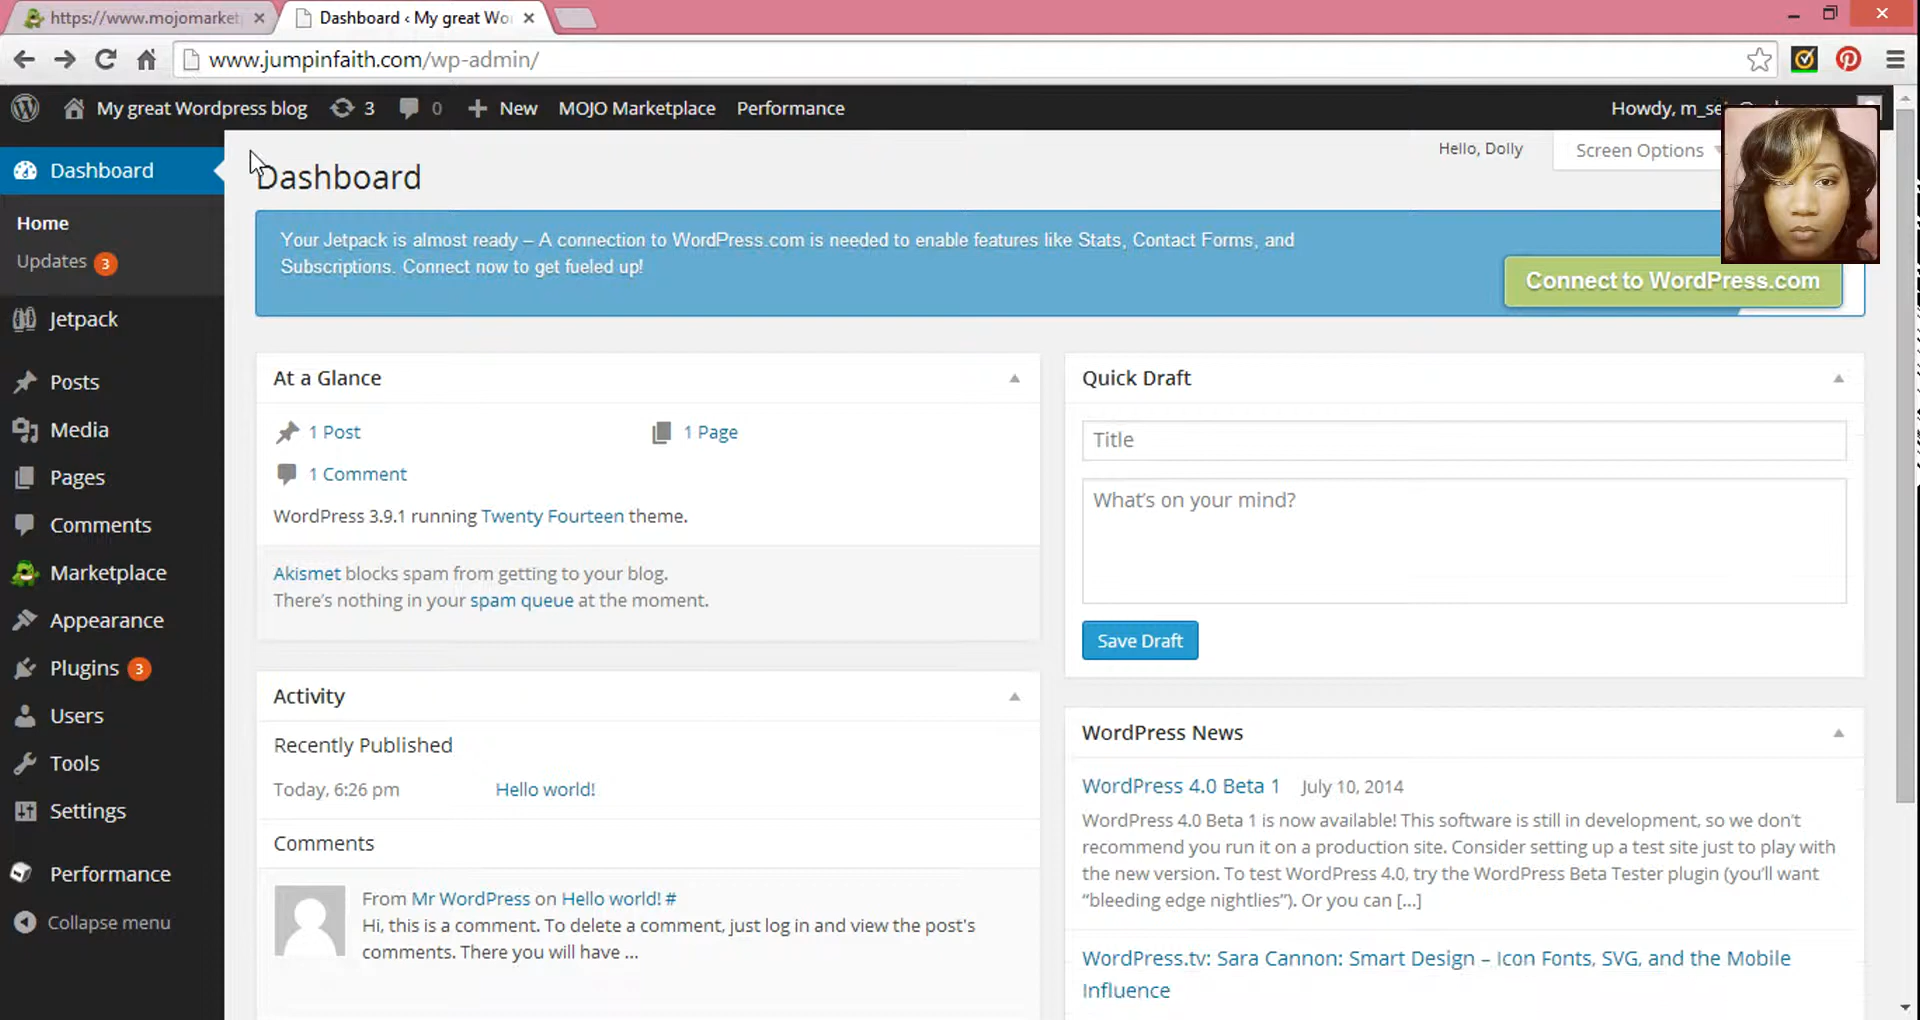 https://www.mojomarket
Dashboard ‹ My great Wo
www.jumpinfaith.com/wp-admin/
My great Wordpress blog 3 0 New MOJO Marketplace Performance
Howdy, m_se
Dashboard
Home
Updates 3
Jetpack
Posts
Media
Pages
Comments
Marketplace
Appearance
Plugins 3
Users
Tools
Settings
Performance
Collapse menu
Hello, Dolly
Screen Options
Dashboard
Your Jetpack is almost ready – A connection to WordPress.com is needed to enable features like Stats, Contact Forms, and
Subscriptions. Connect now to get fueled up!
Connect to WordPress.com
At a Glance
1 Post
1 Page
1 Comment
WordPress 3.9.1 running Twenty Fourteen theme.
Akismet blocks spam from getting to your blog.
There's nothing in your spam queue at the moment.
Activity
Recently Published
Today, 6:26 pm Hello world!
Comments
From Mr WordPress on Hello world! #
Hi, this is a comment. To delete a comment, just log in and view the post's
comments. There you will have ...
Quick Draft
Title
What's on your mind?
Save Draft
WordPress News
WordPress 4.0 Beta 1 July 10, 2014
WordPress 4.0 Beta 1 is now available! This software is still in development, so we don't
recommend you run it on a production site. Consider setting up a test site just to play with
the new version. To test WordPress 4.0, try the WordPress Beta Tester plugin (you'll want
“bleeding edge nightlies”). Or you can [...]
WordPress.tv: Sara Cannon: Smart Design – Icon Fonts, SVG, and the Mobile
Influence